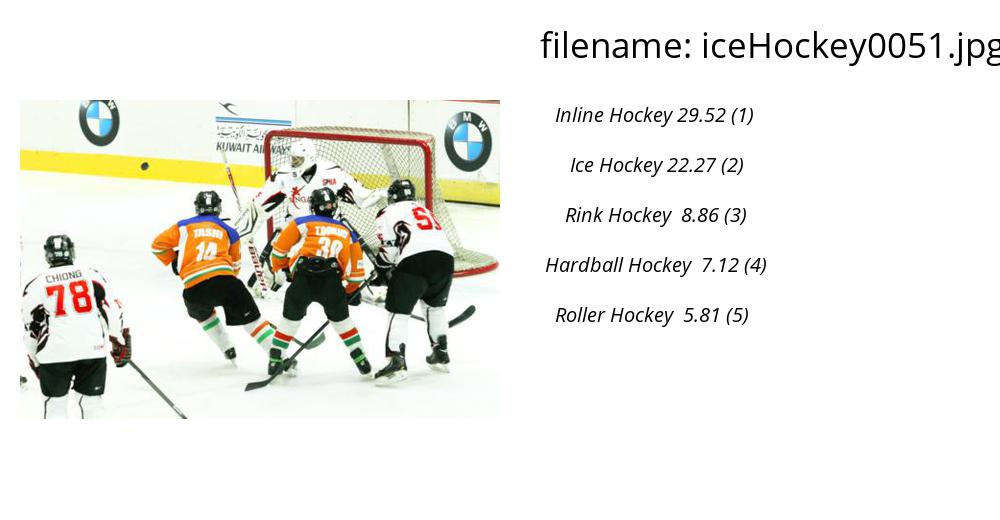 filename: iceHockey0051.jpg
Inline Hockey 29.52 (1)
Ice Hockey 22.27 (2)
Rink Hockey 8.86 (3)
Hardball Hockey 7.12 (4)
Roller Hockey 5.81 (5)
BMW
BMW
KUWAIT AIRWAYS
TASHI
14
30
CHIONG
78